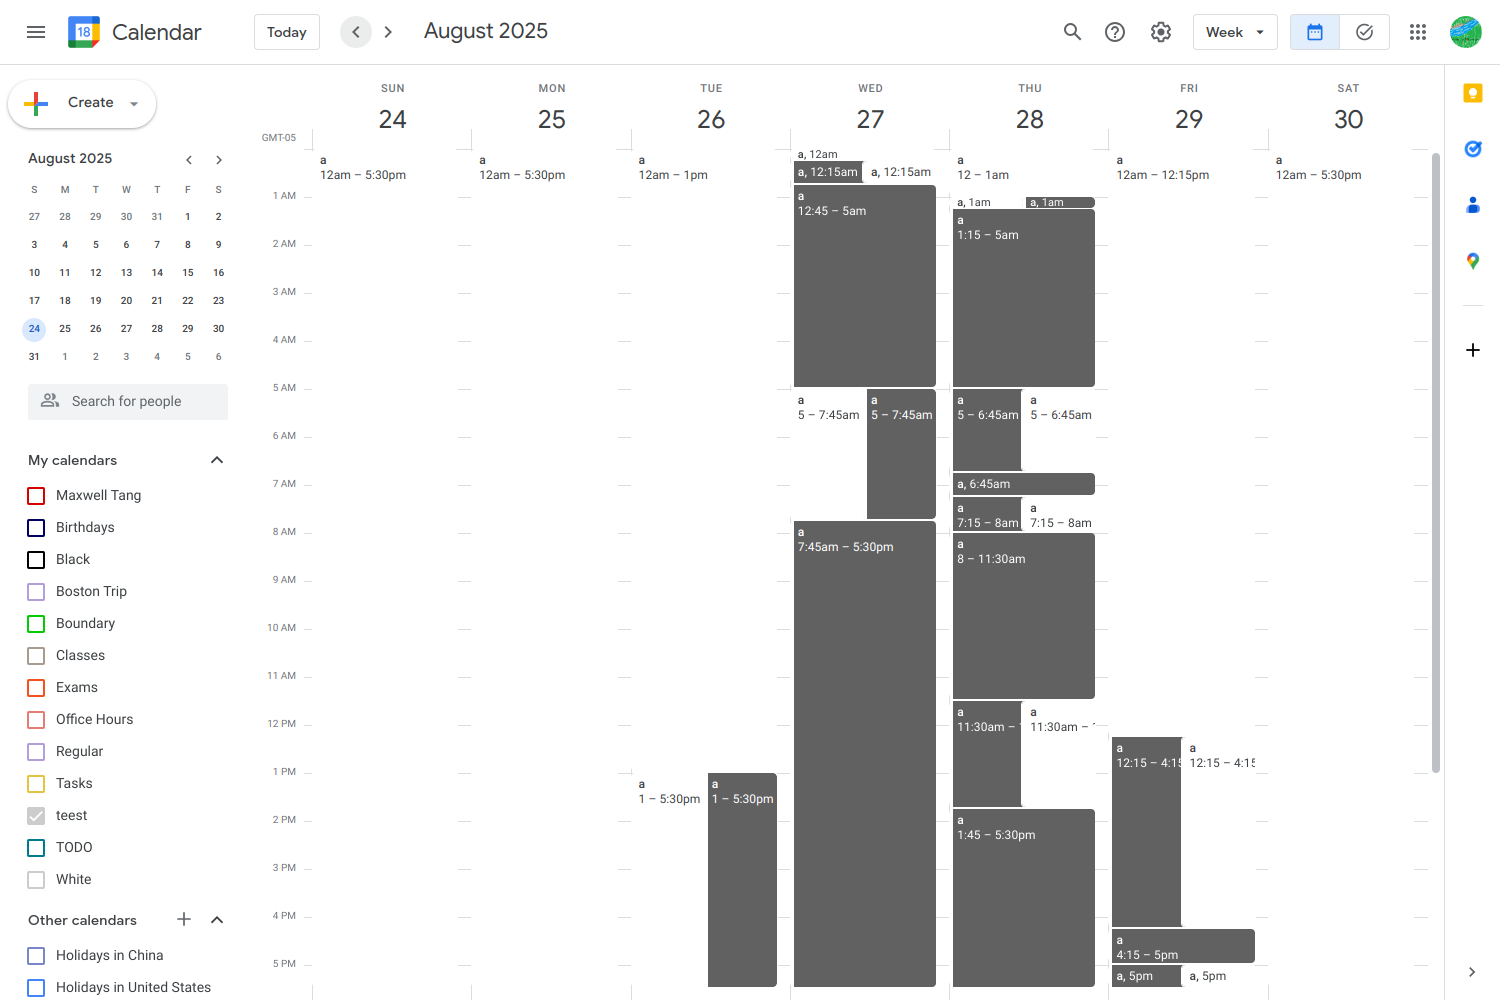 18 Calendar Today August 2025 Week
Create
SUN MON TUE WED THU FRI SAT
24 25 26 27 28 29 30
GMT-05
August 2025
S M T W T F S
27 28 29 30 31 1 2
3 4 5 6 7 8 9
10 11 12 13 14 15 16
17 18 19 20 21 22 23
24 25 26 27 28 29 30
31 1 2 3 4 5 6
Search for people
My calendars
Maxwell Tang
Birthdays
Black
Boston Trip
Boundary
Classes
Exams
Office Hours
Regular
Tasks
teest
TODO
White
Other calendars
Holidays in China
Holidays in United States
1 AM
2 AM
3 AM
4 AM
5 AM
6 AM
7 AM
8 AM
9 AM
10 AM
11 AM
12 PM
1 PM
2 PM
3 PM
4 PM
5 PM
a
12am – 5:30pm
a
12am – 5:30pm
a
12am – 1pm
a
1 – 5:30pm
a
1 – 5:30pm
a, 12am
a, 12:15am
a, 12:15am
a
12:45 – 5am
a
5 – 7:45am
a
5 – 7:45am
a
7:45am – 5:30pm
a
12 – 1am
a, 1am
a, 1am
a
1:15 – 5am
a
5 – 6:45am
a
5 – 6:45am
a, 6:45am
a
7:15 – 8am
a
7:15 – 8am
a
8 – 11:30am
a
11:30am –
a
11:30am –
a
1:45 – 5:30pm
a
12am – 12:15pm
a
12:15 – 4:15
a
12:15 – 4:15
a
4:15 – 5pm
a, 5pm
a, 5pm
a
12am – 5:30pm